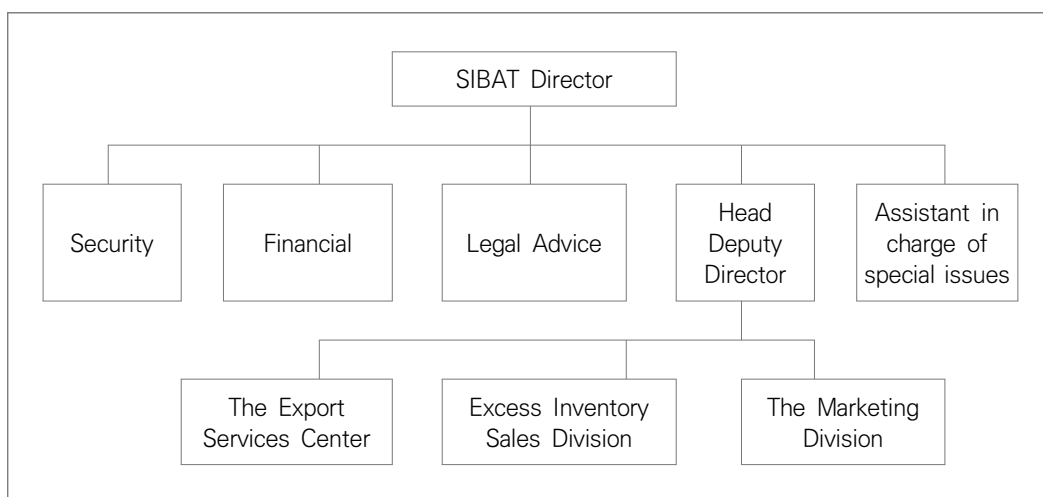 SIBAT Director
Security
Financial
Legal Advice
Head
Deputy
Director
Assistant in
charge of
special issues
The Export
Services Center
Excess Inventory
Sales Division
The Marketing
Division